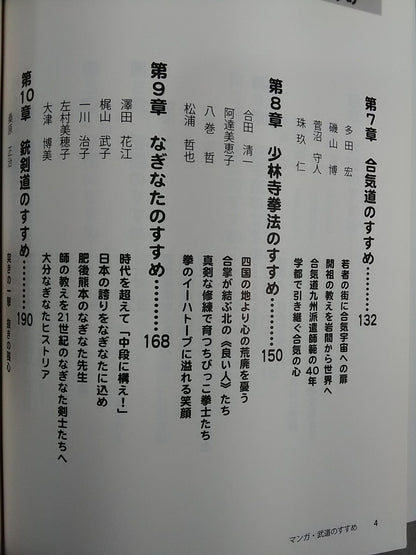 第7章　合気道のすすめ…………132
多田　宏　若者の街に合気宇宙への扉
磯山　博　開祖の教えを岩間から世界へ
菅沼　守人　合気道九州派遣師範の40年
珠玖　仁　学都で引き継ぐ合気の心
第8章　少林寺拳法のすすめ…………150
合田　清一　四国の地より心の荒廃を憂う
阿達美恵子　合掌が結ぶ北の《良い人》たち
八巻　哲　真剣な修練で育つちびっこ拳士たち
松浦　哲也　拳のイーハトーブに溢れる笑顔
第9章　なぎなたのすすめ…………168
澤田　花江　時代を超えて「中段に構え！」
梶山　武子　日本の誇りをなぎなたに込め
一川　治子　肥後熊本のなぎなた先生
左村美穂子　師の教えを21世紀のなぎなた剣士たちへ
大津　博美　大分なぎなたヒストリア
第10章　銃剣道のすすめ…………190
マンガ・武道のすすめ　4